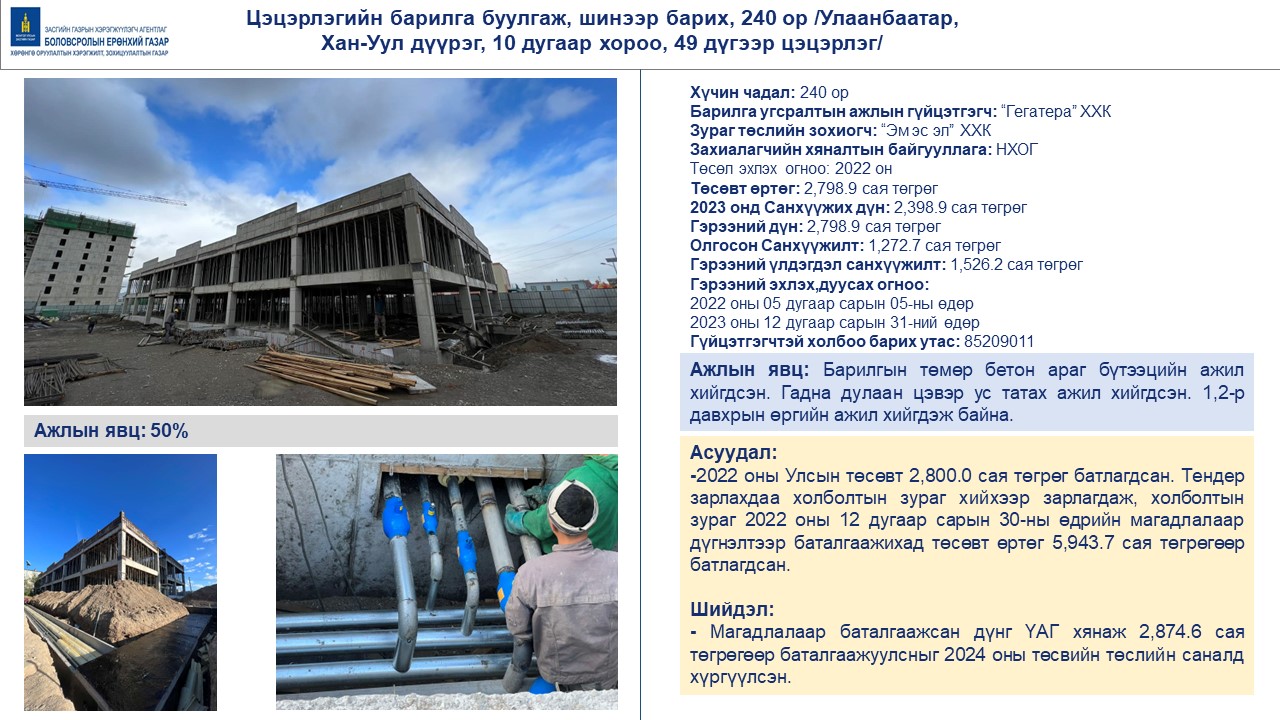 ЗАСГИЙН ГАЗРЫН ХЭРЭГЖҮҮЛЭГЧ АГЕНТЛАГ
БОЛОВСРОЛЫН ЕРӨНХИЙ ГАЗАР
ХӨРӨНГӨ ОРУУЛАЛТЫН ХЭРЭГЖИЛТ, ЗОХИЦУУЛАЛТЫН ГАЗАР
Цэцэрлэгийн барилга буулгаж, шинээр барих, 240 ор /Улаанбаатар,
Хан-Уул дүүрэг, 10 дугаар хороо, 49 дүгээр цэцэрлэг/
Ажлын явц: 50%
Хүчин чадал: 240 ор
Барилга угсралтын ажлын гүйцэтгэгч: “Гегатера” ХХК
Зураг төслийн зохиогч: “Эм эс эл” ХХК
Захиалагчийн хяналтын байгууллага: НХОГ
Төсөл эхлэх огноо: 2022 он
Төсөвт өртөг: 2,798.9 сая төгрөг
2023 онд Санхүүжих дүн: 2,398.9 сая төгрөг
Гэрээний дүн: 2,798.9 сая төгрөг
Олгосон Санхүүжилт: 1,272.7 сая төгрөг
Гэрээний үлдэгдэл санхүүжилт: 1,526.2 сая төгрөг
Гэрээний эхлэх,дуусах огноо:
2022 оны 05 дугаар сарын 05-ны өдөр
2023 оны 12 дугаар сарын 31-ний өдөр
Гүйцэтгэгчтэй холбоо барих утас: 85209011
Ажлын явц: Барилгын төмөр бетон араг бүтээцийн ажил
хийгдсэн. Гадна дулаан цэвэр ус татах ажил хийгдсэн. 1,2-р
давхрын өргийн ажил хийгдэж байна.
Асуудал:
-2022 оны Улсын төсөвт 2,800.0 сая төгрөг батлагдсан. Тендер
зарлахдаа холболтын зураг хийхээр зарлагдаж, холболтын
зураг 2022 оны 12 дугаар сарын 30-ны өдрийн магадлалаар
дүгнэлтээр баталгаажихад төсөвт өртөг 5,943.7 сая төгрөгөөр
батлагдсан.
Шийдэл:
- Магадлалаар баталгаажсан дүнг ҮАГ хянаж 2,874.6 сая
төгрөгөөр баталгаажуулсныг 2024 оны төсвийн төслийн саналд
хүргүүлсэн.